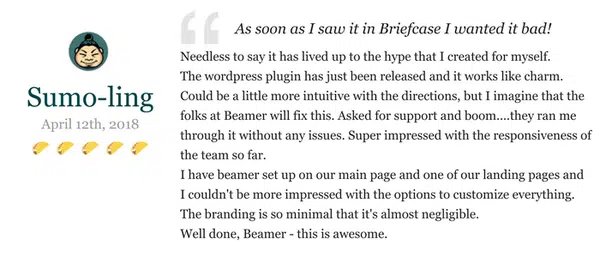 As soon as I saw it in Briefcase I wanted it bad!
Sumo-ling
April 12th, 2018
Needless to say it has lived up to the hype that I created for myself.
The wordpress plugin has just been released and it works like charm.
Could be a little more intuitive with the directions, but I imagine that the
folks at Beamer will fix this. Asked for support and boom....they ran me
through it without any issues. Super impressed with the responsiveness of
the team so far.
I have beamer set up on our main page and one of our landing pages and
I couldn't be more impressed with the options to customize everything.
The branding is so minimal that it's almost negligible.
Well done, Beamer - this is awesome.